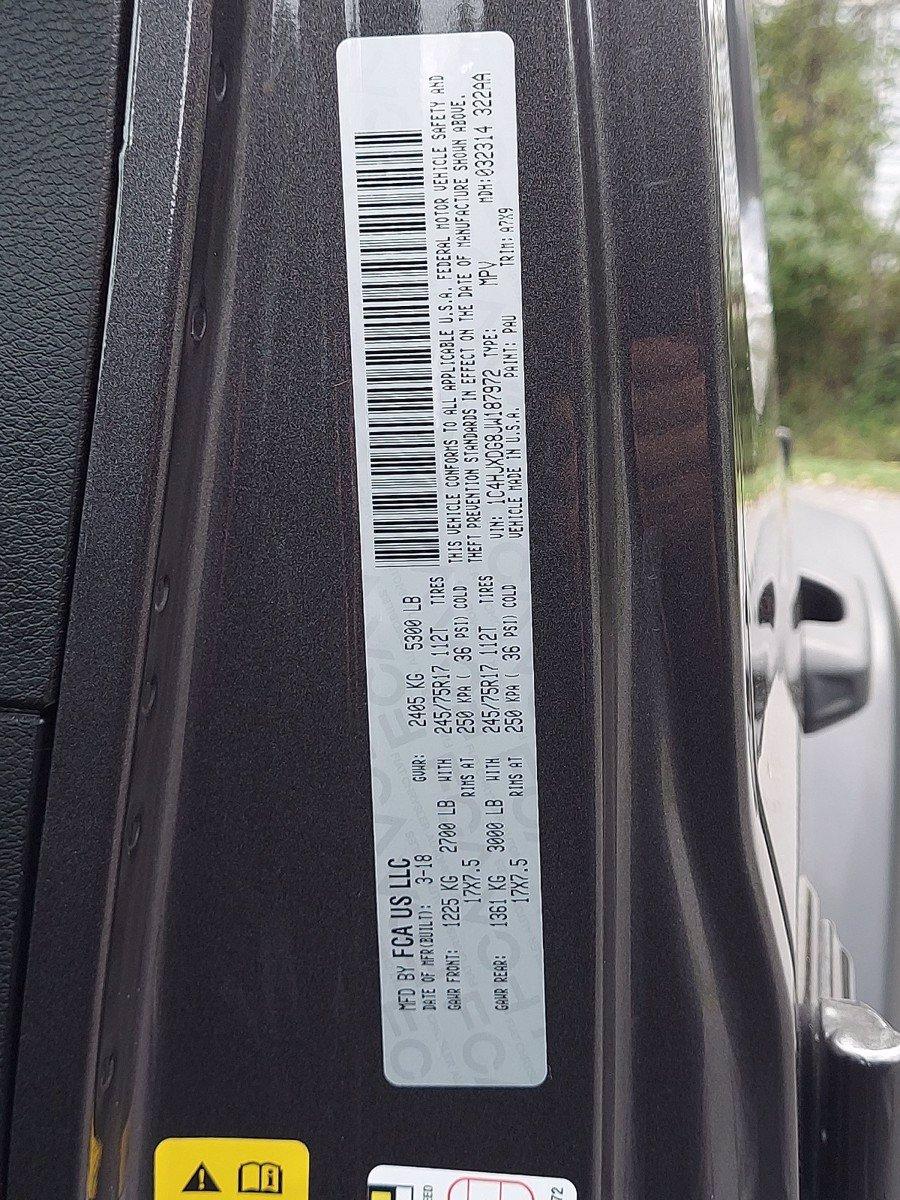 MFD BY FCA US LLC
DATE OF MFR(BUILT): 3-18 GVWR: 2405 KG 5300 LB
GAWR FRONT: 1225 KG 2700 LB WITH 245/75R17 112T TIRES
17X7.5 RIMS AT 250 KPA ( 36 PSI) COLD
GAWR REAR: 1361 KG 3000 LB WITH 245/75R17 112T TIRES
17X7.5 RIMS AT 250 KPA ( 36 PSI) COLD
THIS VEHICLE CONFORMS TO ALL APPLICABLE U.S.A. FEDERAL MOTOR VEHICLE SAFETY AND
THEFT PREVENTION STANDARDS IN EFFECT ON THE DATE OF MANUFACTURE SHOWN ABOVE.
VIN: 1C4HJXDG8JW187972 TYPE: MPV MDH:032314 322AA
VEHICLE MADE IN U.S.A. PAINT: PAU TRIM: A7X9
72